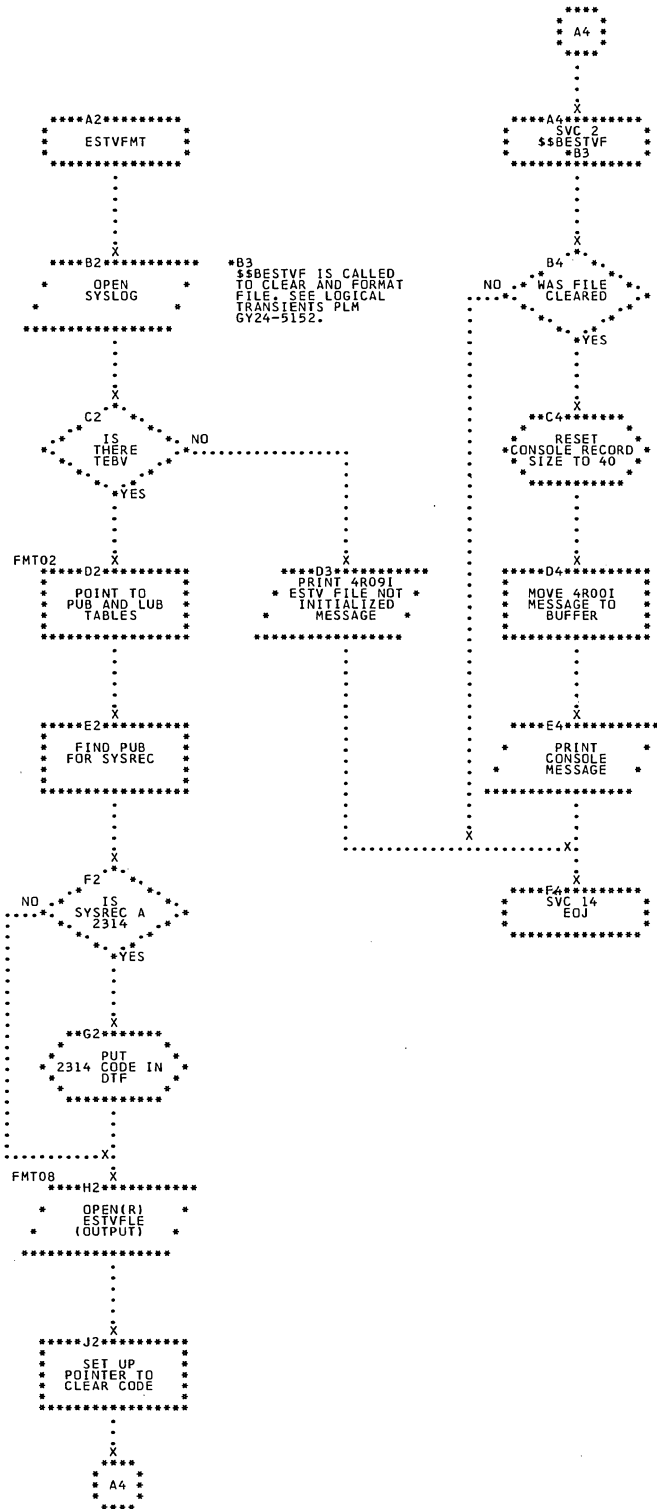 A2
ESTVFMT
B2
OPEN
SYSLOG
*B3
$$BESTVF IS CALLED
TO CLEAR AND FORMAT
FILE. SEE LOGICAL
TRANSIENTS PLM
GY24-5152.
C2
IS
THERE
TEBV
NO
YES
FMT02
D2
POINT TO
PUB AND LUB
TABLES
D3
PRINT 4R09I
ESTV FILE NOT
INITIALIZED
MESSAGE
E2
FIND PUB
FOR SYSREC
F2
IS
SYSREC A
2314
NO
YES
G2
PUT
2314 CODE IN
DTF
FMT08
H2
OPEN(R)
ESTVFLE
(OUTPUT)
J2
SET UP
POINTER TO
CLEAR CODE
A4
A4
A4
SVC 2
$$BESTVF
*B3
B4
WAS FILE
CLEARED
NO
YES
C4
RESET
CONSOLE RECORD
SIZE TO 40
D4
MOVE 4R00I
MESSAGE TO
BUFFER
E4
PRINT
CONSOLE
MESSAGE
F4
SVC 14
EOJ